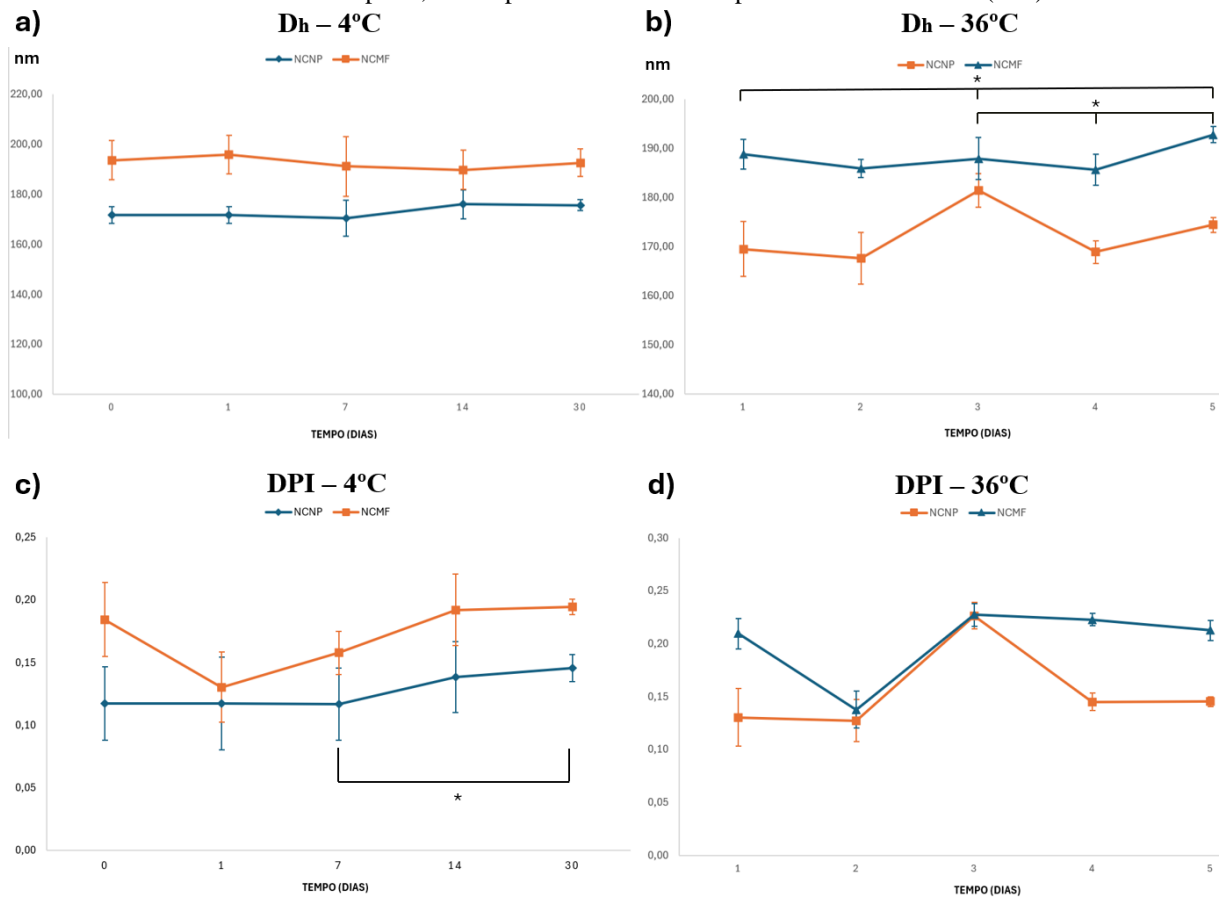 a)
Dh – 4ºC
nm
NCNP NCMF
220,00
200,00
180,00
160,00
140,00
120,00
100,00
0 1 7 14 30
TEMPO (DIAS)
b)
Dh – 36ºC
nm
NCNP NCMF
*
*
200,00
190,00
180,00
170,00
160,00
150,00
140,00
1 2 3 4 5
TEMPO (DIAS)
c)
DPI – 4ºC
NCNP NCMF
0,25
0,20
0,15
0,10
0,05
0,00
*
0 1 7 14 30
TEMPO (DIAS)
d)
DPI – 36ºC
NCNP NCMF
0,30
0,25
0,20
0,15
0,10
0,05
0,00
1 2 3 4 5
TEMPO (DIAS)